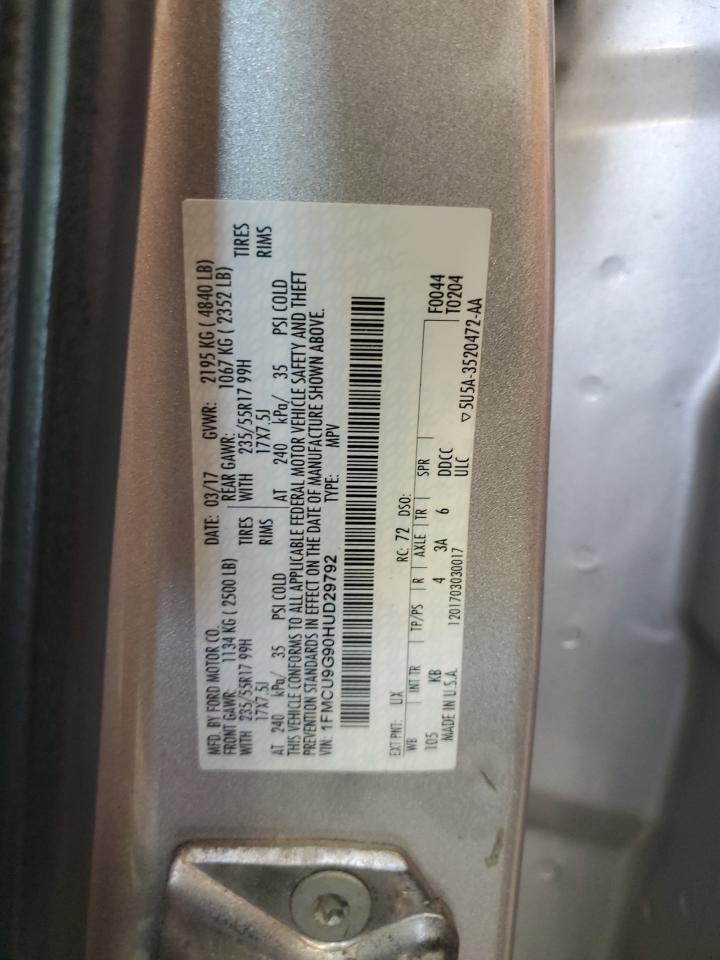 MFD. BY FORD MOTOR CO.
DATE: 03/17 GVWR: 2195 KG ( 4840 LB)
FRONT GAWR: 1134 KG ( 2500 LB) REAR GAWR: 1067 KG ( 2352 LB)
WITH 235/55R17 99H TIRES WITH 235/55R17 99H TIRES
17X7.5J RIMS 17X7.5J RIMS
AT 240 kPa/ 35 PSI COLD AT 240 kPa/ 35 PSI COLD
THIS VEHICLE CONFORMS TO ALL APPLICABLE FEDERAL MOTOR VEHICLE SAFETY AND THEFT
PREVENTION STANDARDS IN EFFECT ON THE DATE OF MANUFACTURE SHOWN ABOVE.
VIN: 1FMCU9G90HUD29792 TYPE: MPV
EXT PNT: UX RC: 72 DSO:
WB INT TR TP/PS R AXLE TR SPR F0044
105 KB 4 3A 6 DDCC T0204
MADE IN U.S.A. 1201703030017 ULC
▽5U5A-3520472-AA